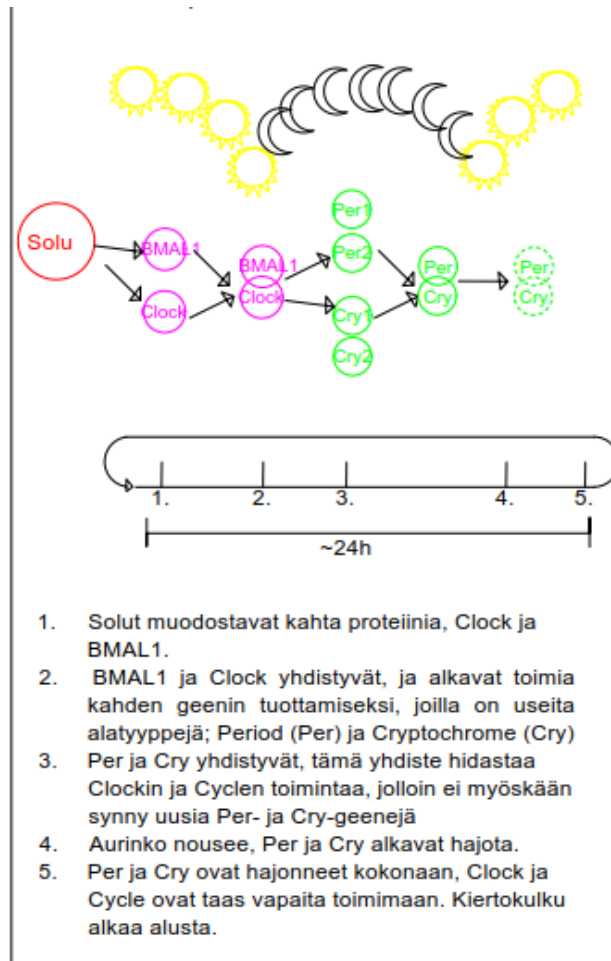 Per1
Solu
BMAL1
BMAL1
Per2
Per
Per
Clock
Clock
Cry1
Cry
Cry
Cry2
1. 2. 3. 4. 5.
~24h
1. Solut muodostavat kahta proteiinia, Clock ja
BMAL1.
2. BMAL1 ja Clock yhdistyvät, ja alkavat toimia
kahden geenin tuottamiseksi, joilla on useita
alatyyppejä; Period (Per) ja Cryptochrome (Cry)
3. Per ja Cry yhdistyvät, tämä yhdiste hidastaa
Clockin ja Cyclen toimintaa, jolloin ei myöskään
synny uusia Per- ja Cry-geenejä
4. Aurinko nousee, Per ja Cry alkavat hajota.
5. Per ja Cry ovat hajonneet kokonaan, Clock ja
Cycle ovat taas vapaita toimimaan. Kiertokulku
alkaa alusta.